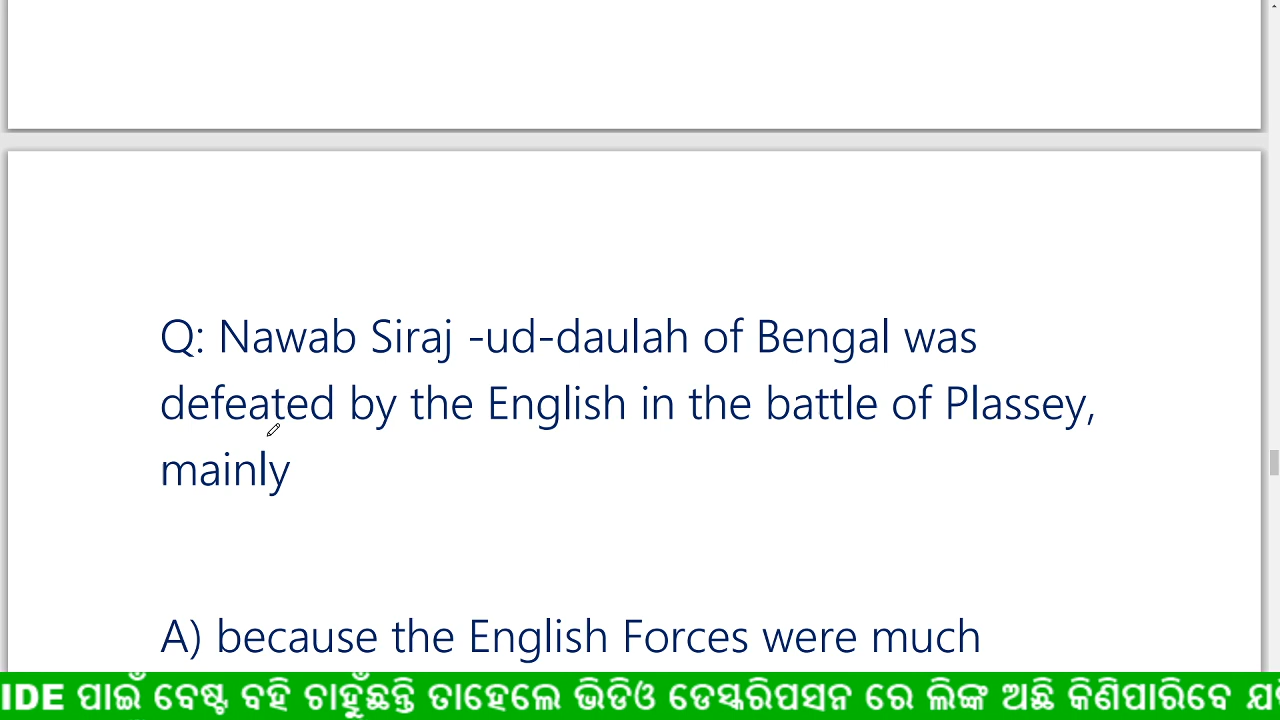 Q: Nawab Siraj -ud-daulah of Bengal was
defeated by the English in the battle of Plassey,
mainly
A) because the English Forces were much
IDE ପାଇଁ ବେଷ୍ଟ ବହି ଚାହୁଁଛନ୍ତି ତାହେଲେ ଭିଡିଓ ଡେସ୍କରିପସନ ରେ ଲିଙ୍କ ଅଛି କିଣିପାରିବେ